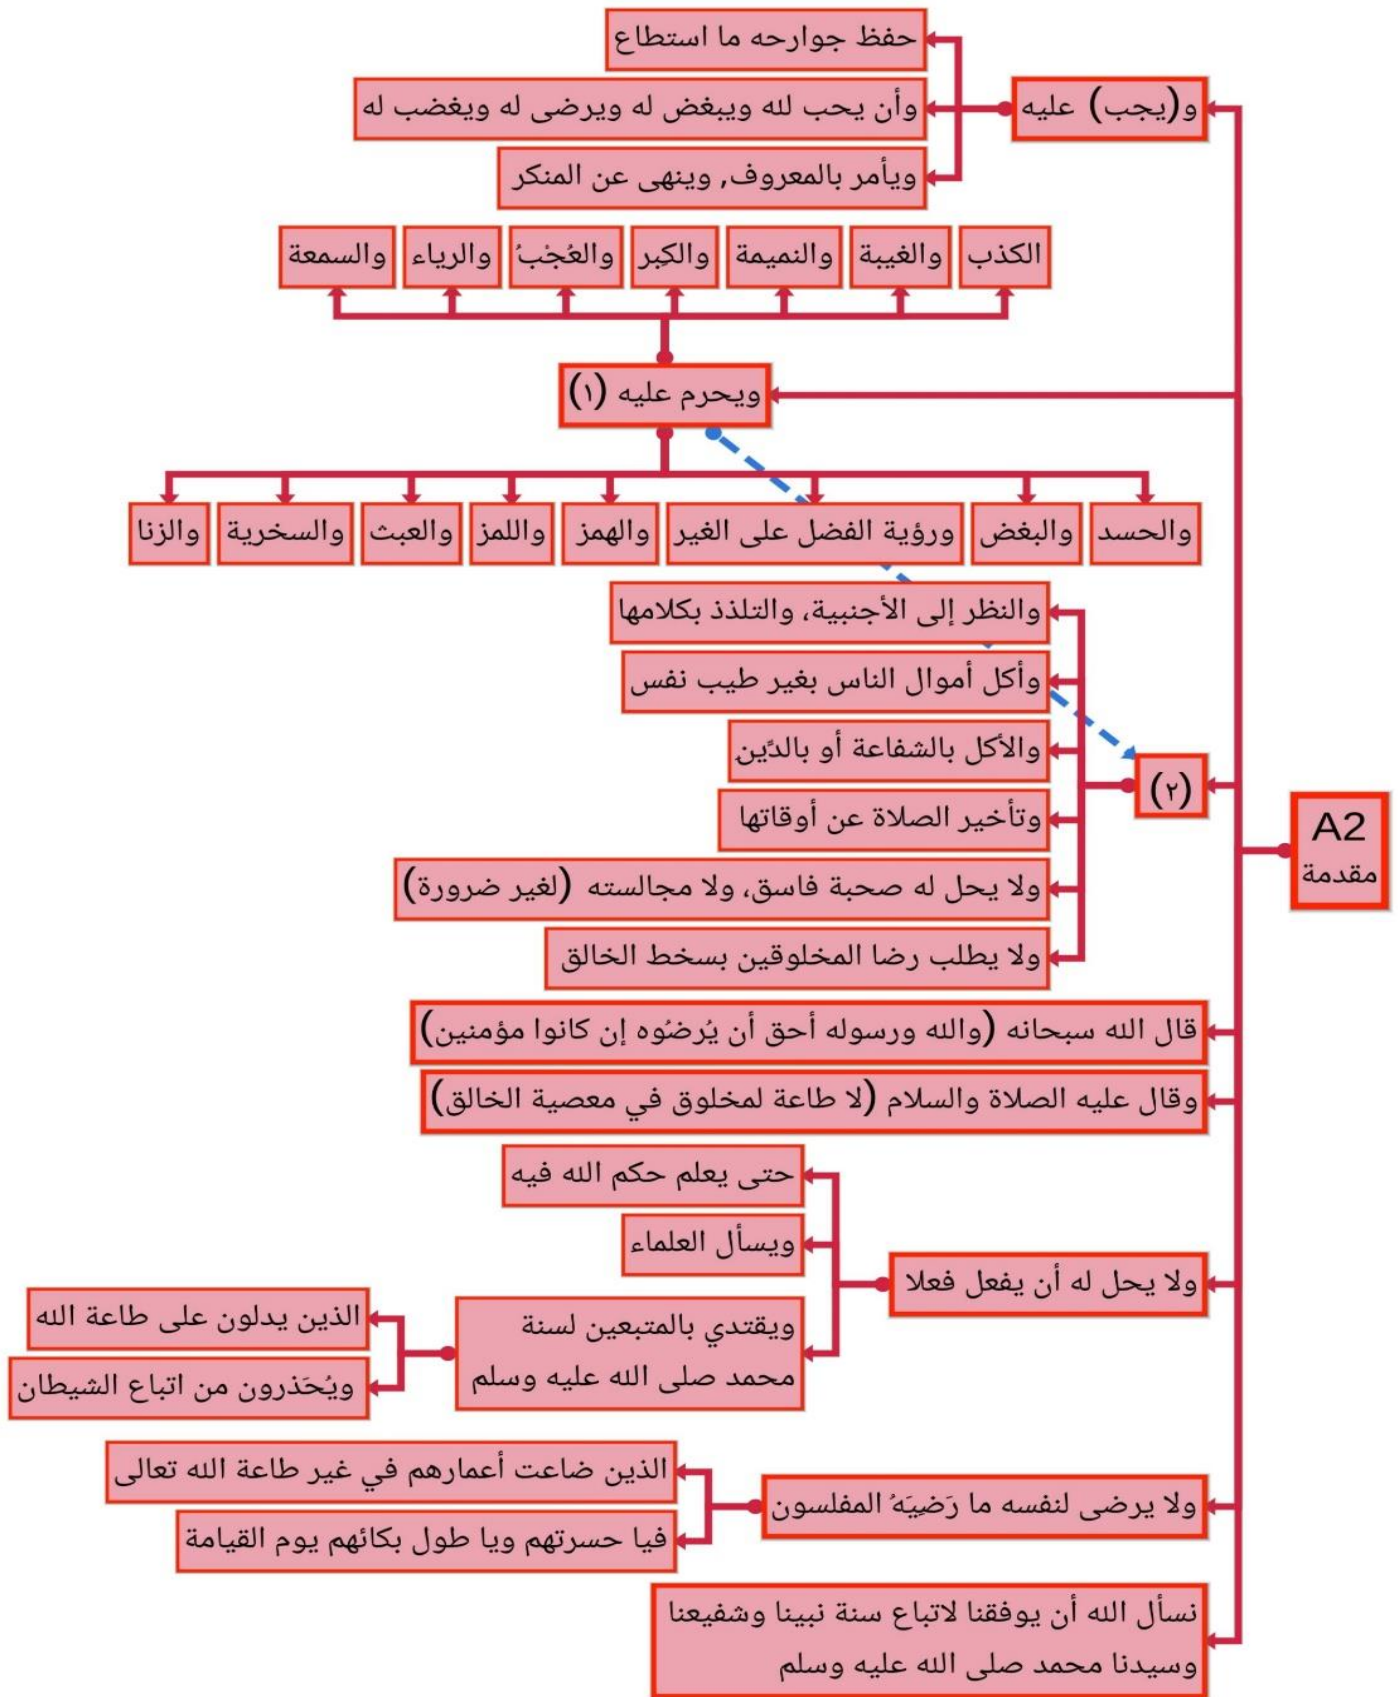 A2
مقدمة
و(يجب) عليه
حفظ جوارحه ما استطاع
وأن يحب لله ويبغض له ويرضى له ويغضب له
ويأمر بالمعروف, وينهى عن المنكر
ويحرم عليه (١)
الكذب
والغيبة
والنميمة
والكِبر
والعُجْبُ
والرياء
والسمعة
والحسد
والبغض
ورؤية الفضل على الغير
والهمز
واللمز
والعبث
والسخرية
والزنا
(٢)
والنظر إلى الأجنبية، والتلذذ بكلامها
وأكل أموال الناس بغير طيب نفس
والأكل بالشفاعة أو بالدِّينِ
وتأخير الصلاة عن أوقاتها
ولا يحل له صحبة فاسق، ولا مجالسته (لغير ضرورة)
ولا يطلب رضا المخلوقين بسخط الخالق
قال الله سبحانه (والله ورسوله أحق أن يُرضُوه إن كانوا مؤمنين)
وقال عليه الصلاة والسلام (لا طاعة لمخلوق في معصية الخالق)
ولا يحل له أن يفعل فعلا
حتى يعلم حكم الله فيه
ويسأل العلماء
ويقتدي بالمتبعين لسنة
محمد صلى الله عليه وسلم
الذين يدلون على طاعة الله
ويُحَذرون من اتباع الشيطان
ولا يرضى لنفسه ما رَضِيَهُ المفلسون
الذين ضاعت أعمارهم في غير طاعة الله تعالى
فيا حسرتهم ويا طول بكائهم يوم القيامة
نسأل الله أن يوفقنا لاتباع سنة نبينا وشفيعنا
وسيدنا محمد صلى الله عليه وسلم